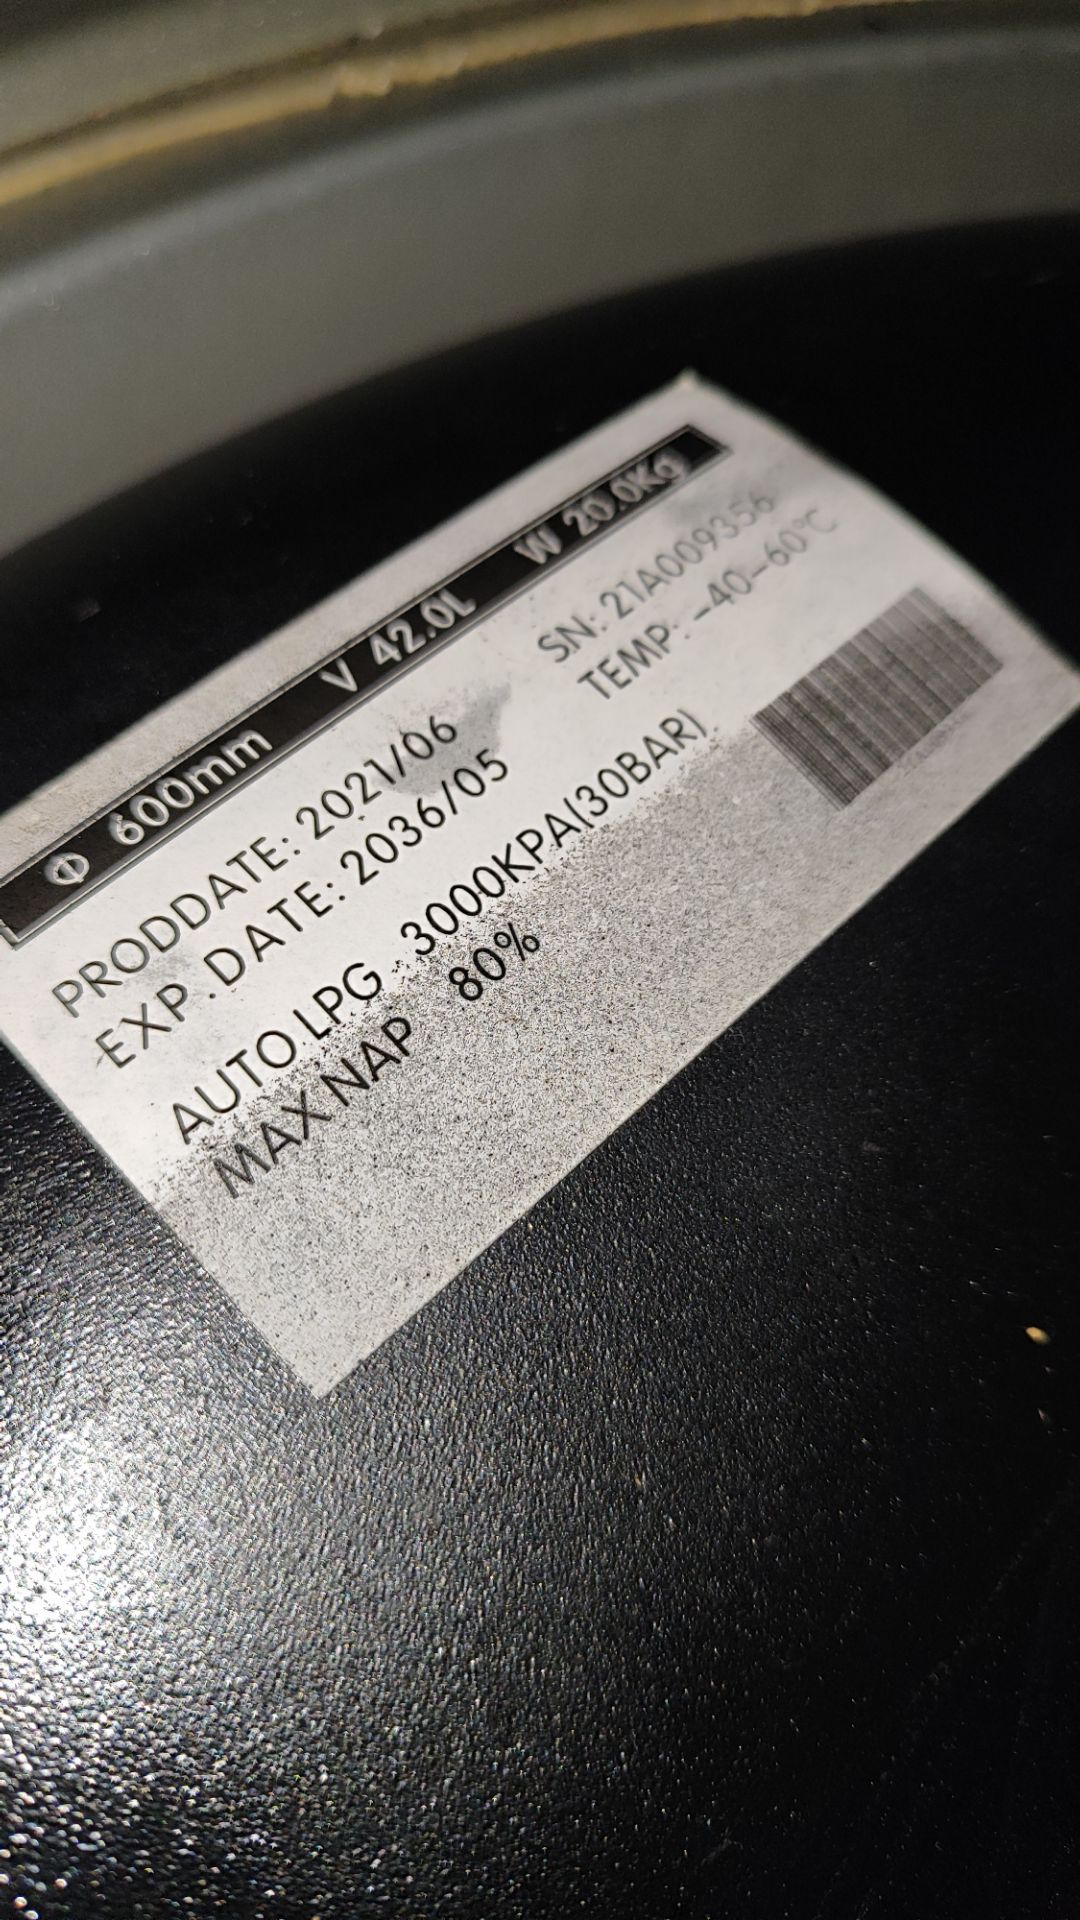 Φ 600mm V 42.0L W 20.0Kg
PRODDATE: 2021/06 SN: 21A009356
EXP.DATE: 2036/05 TEMP: -40-60℃
AUTO LPG 3000KPA(30BAR)
MAX NAP 80%